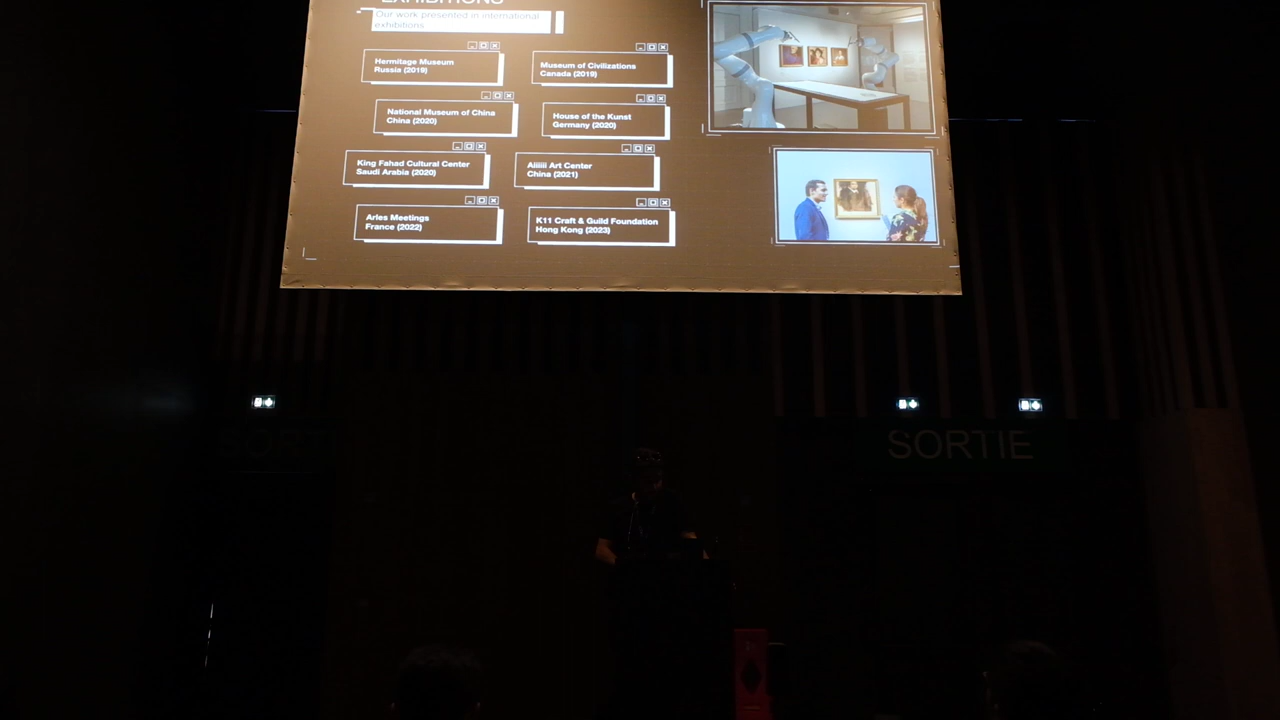 EXHIBITIONS
Our work presented in international
exhibitions
Hermitage Museum
Russia (2019)
Museum of Civilizations
Canada (2019)
National Museum of China
China (2020)
House of the Kunst
Germany (2020)
King Fahad Cultural Center
Saudi Arabia (2020)
Aiiiiii Art Center
China (2021)
Arles Meetings
France (2022)
K11 Craft & Guild Foundation
Hong Kong (2023)
SORTIE
SORTIE